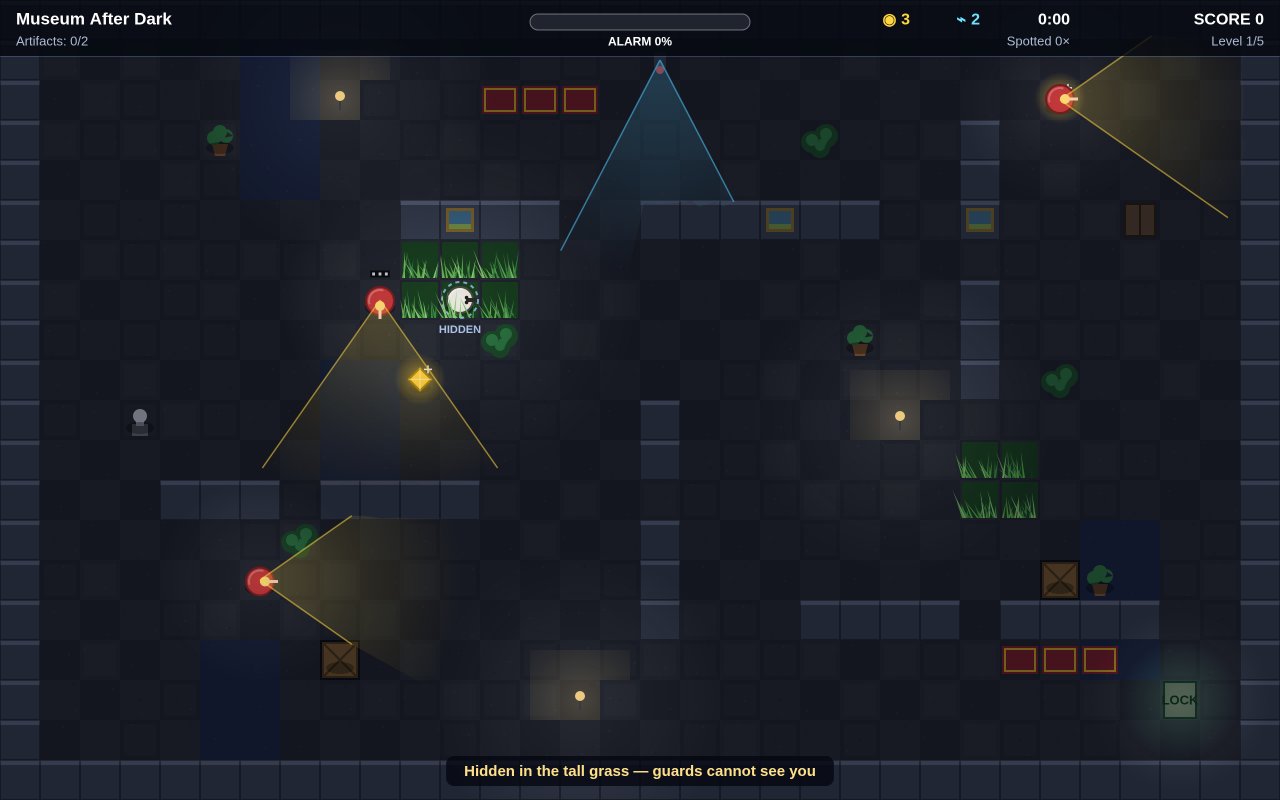 Museum After Dark
Artifacts: 0/2
ALARM 0%
3
2
0:00
Spotted 0×
SCORE 0
Level 1/5
HIDDEN
LOCK
Hidden in the tall grass — guards cannot see you